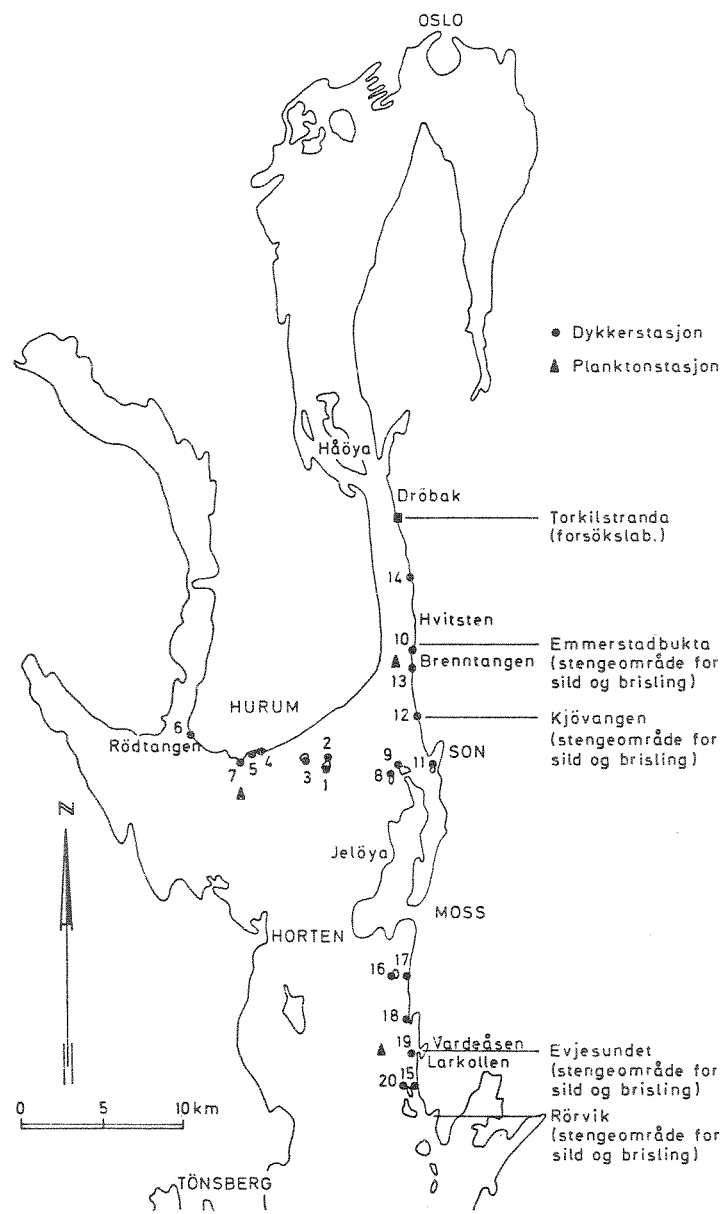 OSLO
● Dykkerstasjon
▲ Planktonstasjon
Håöya
Dröbak
Torkilstranda
(forsökslab.)
14
Hvitsten
10
Emmerstadbukta
(stengeområde for
sild og brisling)
Brenntangen
13
HURUM
12
Kjövangen
(stengeområde for
sild og brisling)
6
Rödtangen
7
5
4
3
2
1
9
8
11
SON
N
Jelöya
MOSS
HORTEN
16
17
18
19
Vardeåsen
Larkollen
Evjesundet
(stengeområde for
sild og brisling)
20
15
0 5 10 km
Rörvik
(stengeområde for
sild og brisling)
TÖNSBERG